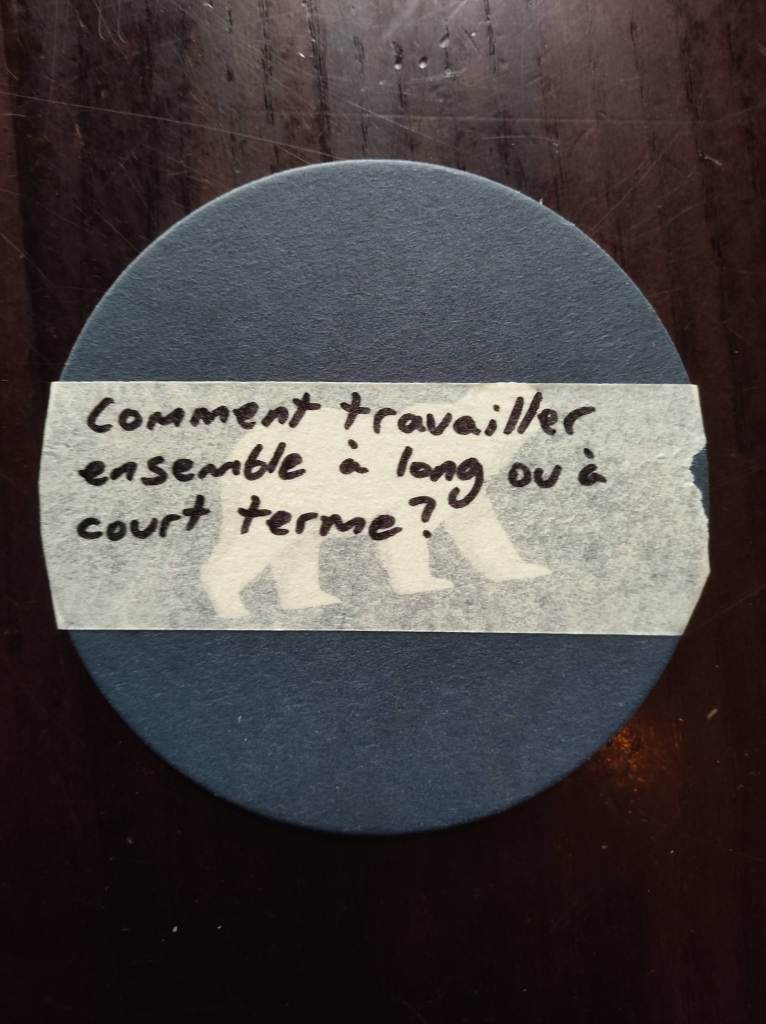 Comment travailler
ensemble à long ou à
court terme?